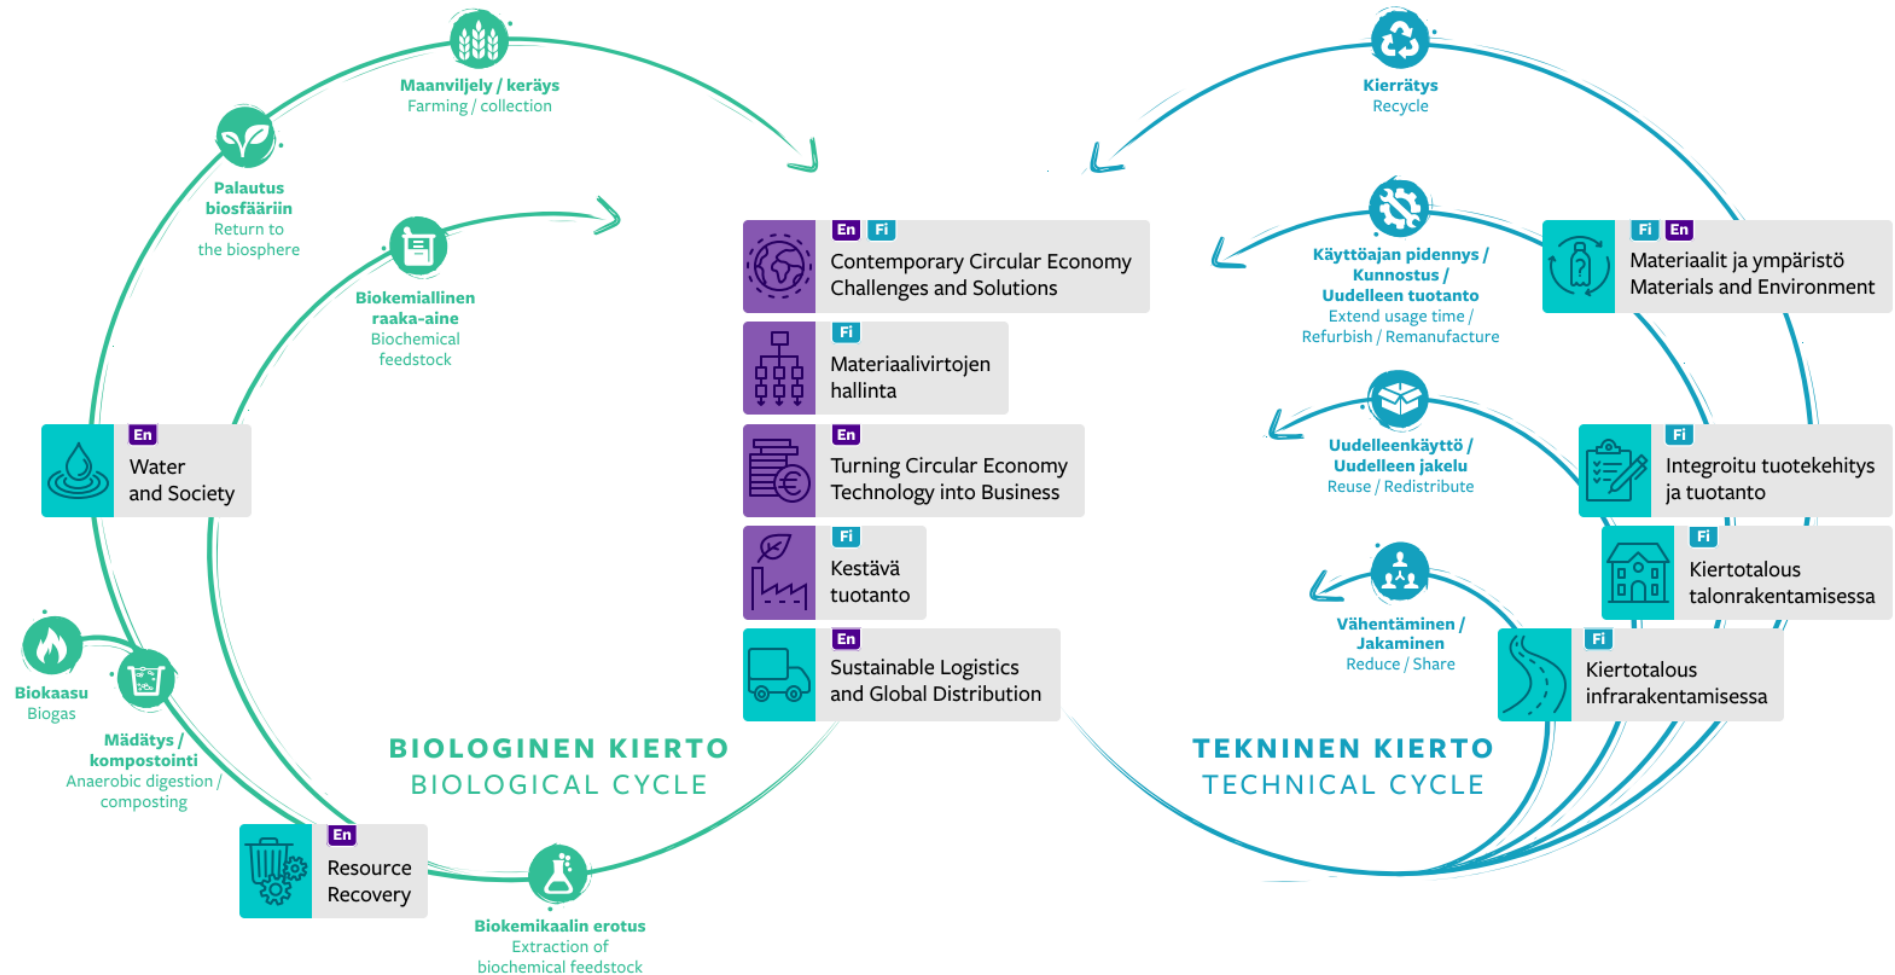 Maanviljely / keräys
Farming / collection
Palautus
biosfääriin
Return to
the biosphere
Biokemiallinen
raaka-aine
Biochemical
feedstock
En
Water
and Society
Biokaasu
Biogas
Mädätys /
kompostointi
Anaerobic digestion /
composting
En
Resource
Recovery
Biokemikaalin erotus
Extraction of
biochemical feedstock
BIOLOGINEN KIERTO
BIOLOGICAL CYCLE
En Fi
Contemporary Circular Economy
Challenges and Solutions
Fi
Materiaalivirtojen
hallinta
En
Turning Circular Economy
Technology into Business
Fi
Kestävä
tuotanto
En
Sustainable Logistics
and Global Distribution
Kierrätys
Recycle
Käyttöajan pidennys /
Kunnostus /
Uudelleen tuotanto
Extend usage time /
Refurbish / Remanufacture
Uudelleenkäyttö /
Uudelleen jakelu
Reuse / Redistribute
Vähentäminen /
Jakaminen
Reduce / Share
TEKNINEN KIERTO
TECHNICAL CYCLE
Fi En
?
Materiaalit ja ympäristö
Materials and Environment
Fi
Integroitu tuotekehitys
ja tuotanto
Fi
Kiertotalous
talonrakentamisessa
Fi
Kiertotalous
infrarakentamisessa